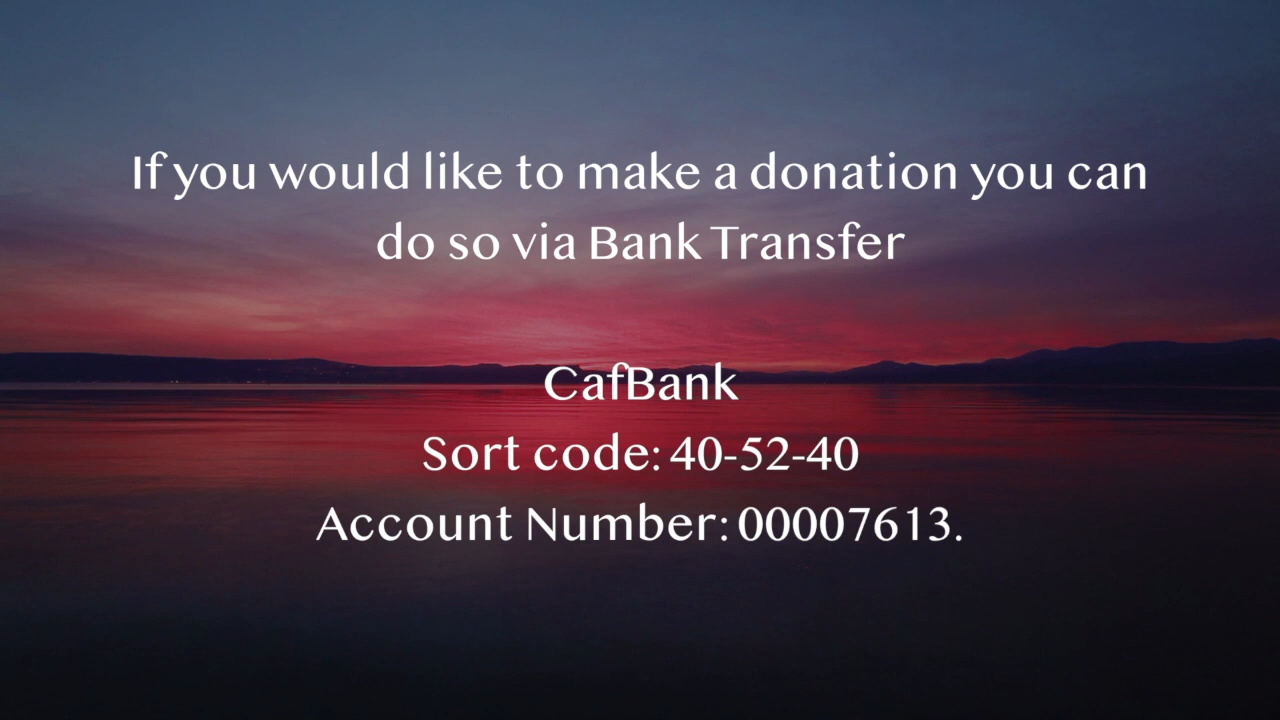 If you would like to make a donation you can
do so via Bank Transfer
CafBank
Sort code: 40-52-40
Account Number: 00007613.